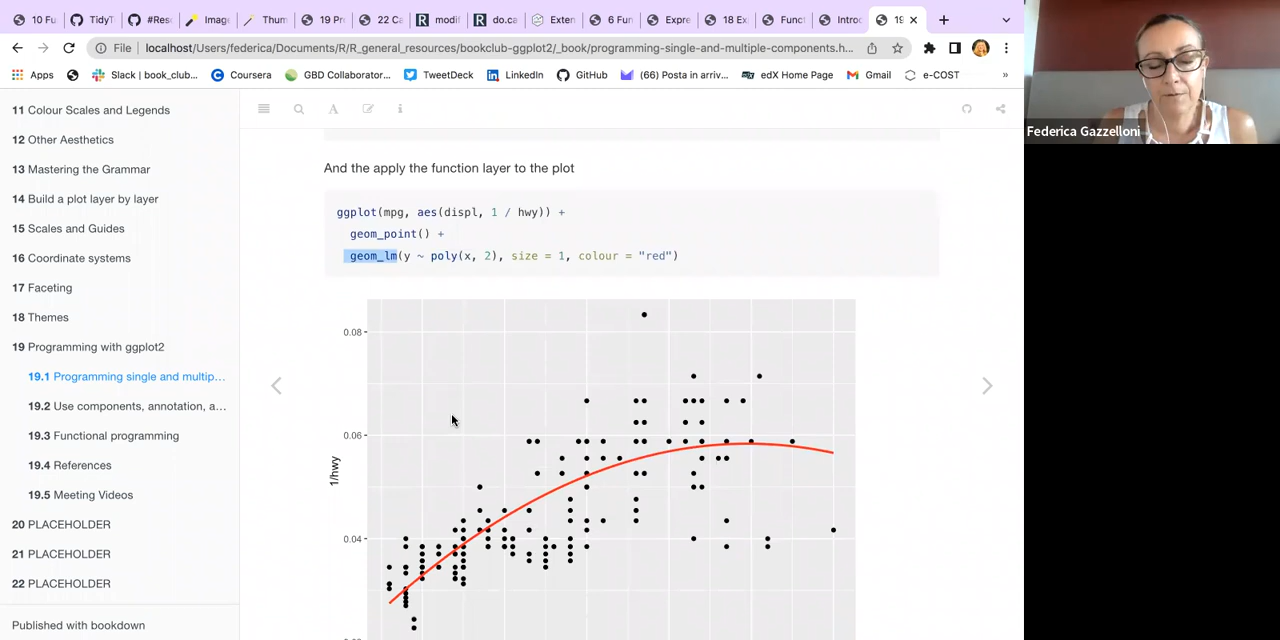 10 Fu
TidyT
#Res
Image
Thum
19 Pr
22 Ca
modif
do.ca
Exten
6 Fun
Expre
18 Ex
Funct
Introc
19
File
localhost/Users/federica/Documents/R/R_general_resources/bookclub-ggplot2/_book/programming-single-and-multiple-components.h...
Apps
Slack | book_club...
Coursera
GBD Collaborator...
TweetDeck
LinkedIn
GitHub
(66) Posta in arriv...
edX Home Page
Gmail
e-COST
»
Federica Gazzelloni
11 Colour Scales and Legends
12 Other Aesthetics
13 Mastering the Grammar
14 Build a plot layer by layer
15 Scales and Guides
16 Coordinate systems
17 Faceting
18 Themes
19 Programming with ggplot2
19.1 Programming single and multip...
19.2 Use components, annotation, a...
19.3 Functional programming
19.4 References
19.5 Meeting Videos
20 PLACEHOLDER
21 PLACEHOLDER
22 PLACEHOLDER
Published with bookdown
And the apply the function layer to the plot
ggplot(mpg, aes(displ, 1 / hwy)) +
geom_point() +
geom_lm(y ~ poly(x, 2), size = 1, colour = "red")
0.08
0.06
0.04
1/hwy